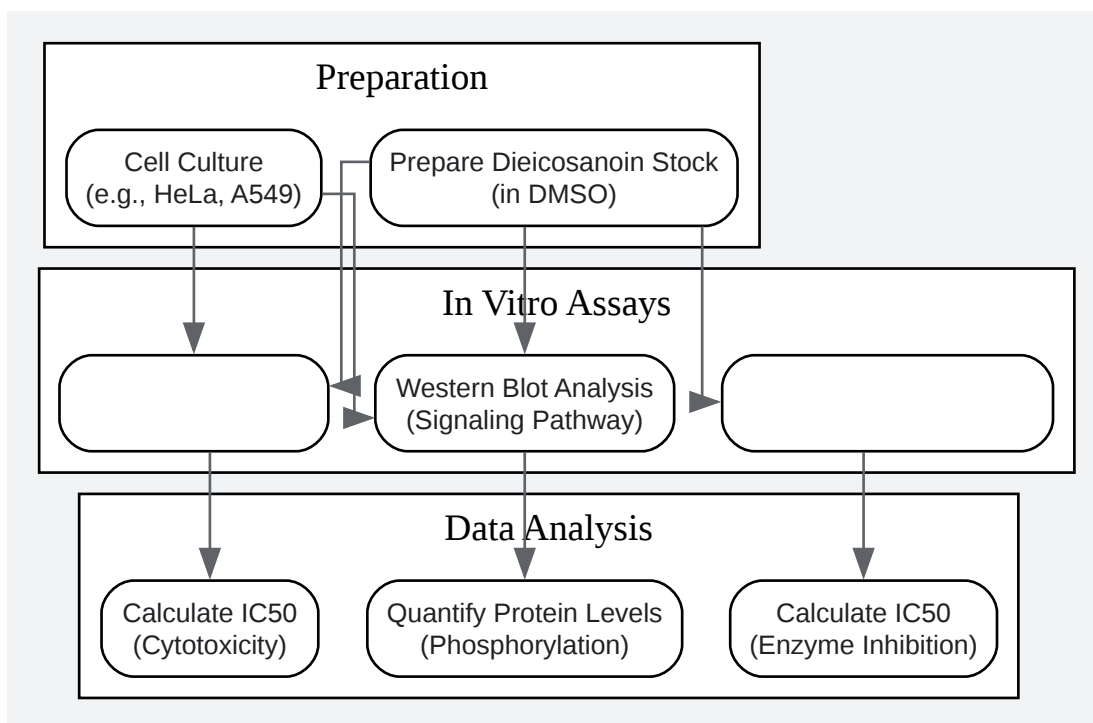 Preparation
Cell Culture
(e.g., HeLa, A549)
Prepare Dieicosanoin Stock
(in DMSO)
In Vitro Assays
Western Blot Analysis
(Signaling Pathway)
Data Analysis
Calculate IC50
(Cytotoxicity)
Quantify Protein Levels
(Phosphorylation)
Calculate IC50
(Enzyme Inhibition)